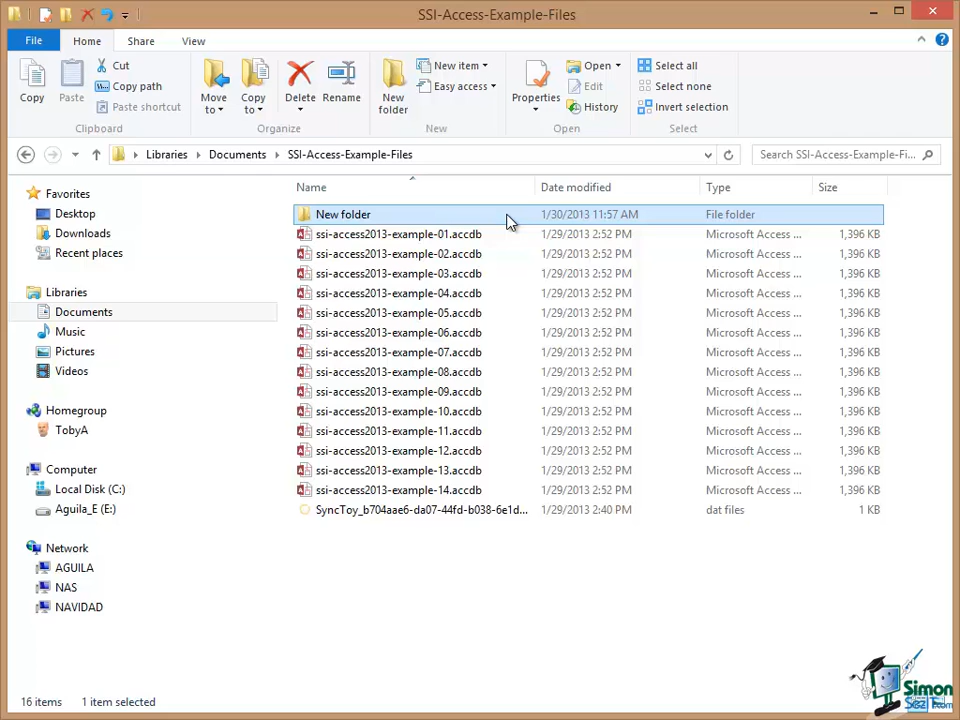 SSI-Access-Example-Files
File Home Share View
Copy
Paste
Cut
Copy path
Paste shortcut
Clipboard
Move to
Copy to
Delete
Rename
Organize
New folder
New item
Easy access
New
Properties
Open
Edit
History
Open
Select all
Select none
Invert selection
Select
Libraries Documents SSI-Access-Example-Files
Search SSI-Access-Example-Fi...
Favorites
Desktop
Downloads
Recent places
Libraries
Documents
Music
Pictures
Videos
Homegroup
TobyA
Computer
Local Disk (C:)
Aguila_E (E:)
Network
AGUILA
NAS
NAVIDAD
Name Date modified Type Size
New folder 1/30/2013 11:57 AM File folder
ssi-access2013-example-01.accdb 1/29/2013 2:52 PM Microsoft Access ... 1,396 KB
ssi-access2013-example-02.accdb 1/29/2013 2:52 PM Microsoft Access ... 1,396 KB
ssi-access2013-example-03.accdb 1/29/2013 2:52 PM Microsoft Access ... 1,396 KB
ssi-access2013-example-04.accdb 1/29/2013 2:52 PM Microsoft Access ... 1,396 KB
ssi-access2013-example-05.accdb 1/29/2013 2:52 PM Microsoft Access ... 1,396 KB
ssi-access2013-example-06.accdb 1/29/2013 2:52 PM Microsoft Access ... 1,396 KB
ssi-access2013-example-07.accdb 1/29/2013 2:52 PM Microsoft Access ... 1,396 KB
ssi-access2013-example-08.accdb 1/29/2013 2:52 PM Microsoft Access ... 1,396 KB
ssi-access2013-example-09.accdb 1/29/2013 2:52 PM Microsoft Access ... 1,396 KB
ssi-access2013-example-10.accdb 1/29/2013 2:52 PM Microsoft Access ... 1,396 KB
ssi-access2013-example-11.accdb 1/29/2013 2:52 PM Microsoft Access ... 1,396 KB
ssi-access2013-example-12.accdb 1/29/2013 2:52 PM Microsoft Access ... 1,396 KB
ssi-access2013-example-13.accdb 1/29/2013 2:52 PM Microsoft Access ... 1,396 KB
ssi-access2013-example-14.accdb 1/29/2013 2:52 PM Microsoft Access ... 1,396 KB
SyncToy_b704aae6-da07-44fd-b038-6e1d... 1/29/2013 2:40 PM dat files 1 KB
16 items 1 item selected
Simon